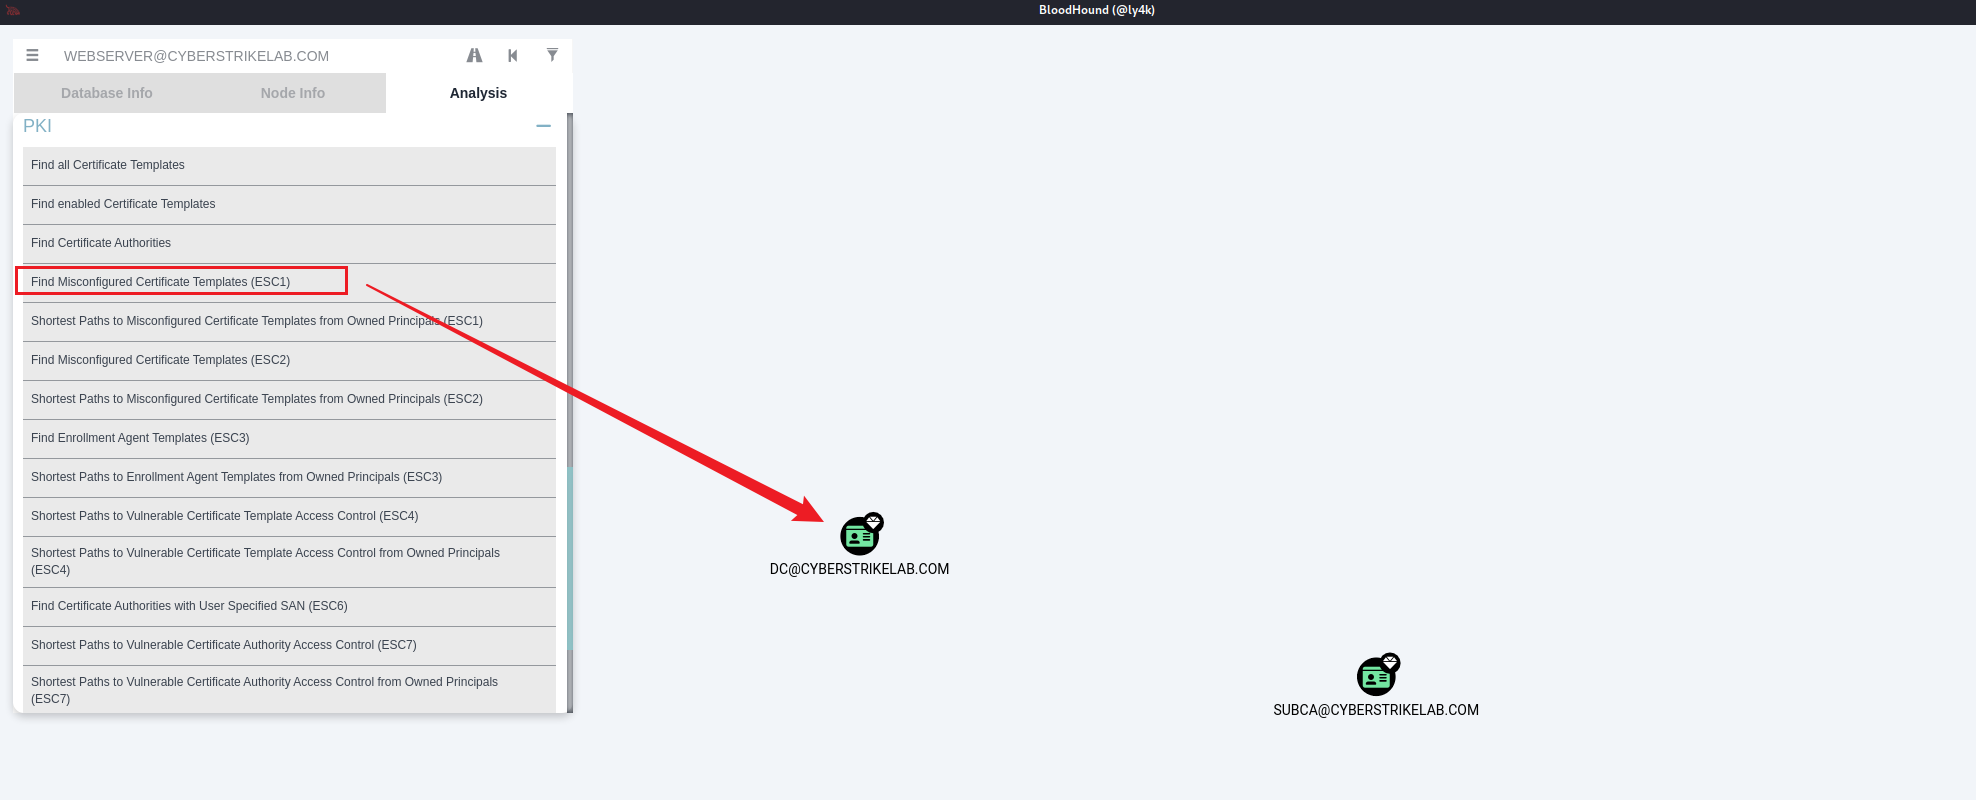 BloodHound (@ly4k)
WEBSERVER@CYBERSTRIKELAB.COM
Database Info
Node Info
Analysis
PKI
Find all Certificate Templates
Find enabled Certificate Templates
Find Certificate Authorities
Find Misconfigured Certificate Templates (ESC1)
Shortest Paths to Misconfigured Certificate Templates from Owned Principals (ESC1)
Find Misconfigured Certificate Templates (ESC2)
Shortest Paths to Misconfigured Certificate Templates from Owned Principals (ESC2)
Find Enrollment Agent Templates (ESC3)
Shortest Paths to Enrollment Agent Templates from Owned Principals (ESC3)
Shortest Paths to Vulnerable Certificate Template Access Control (ESC4)
Shortest Paths to Vulnerable Certificate Template Access Control from Owned Principals
(ESC4)
Find Certificate Authorities with User Specified SAN (ESC6)
Shortest Paths to Vulnerable Certificate Authority Access Control (ESC7)
Shortest Paths to Vulnerable Certificate Authority Access Control from Owned Principals
(ESC7)
DC@CYBERSTRIKELAB.COM
SUBCA@CYBERSTRIKELAB.COM